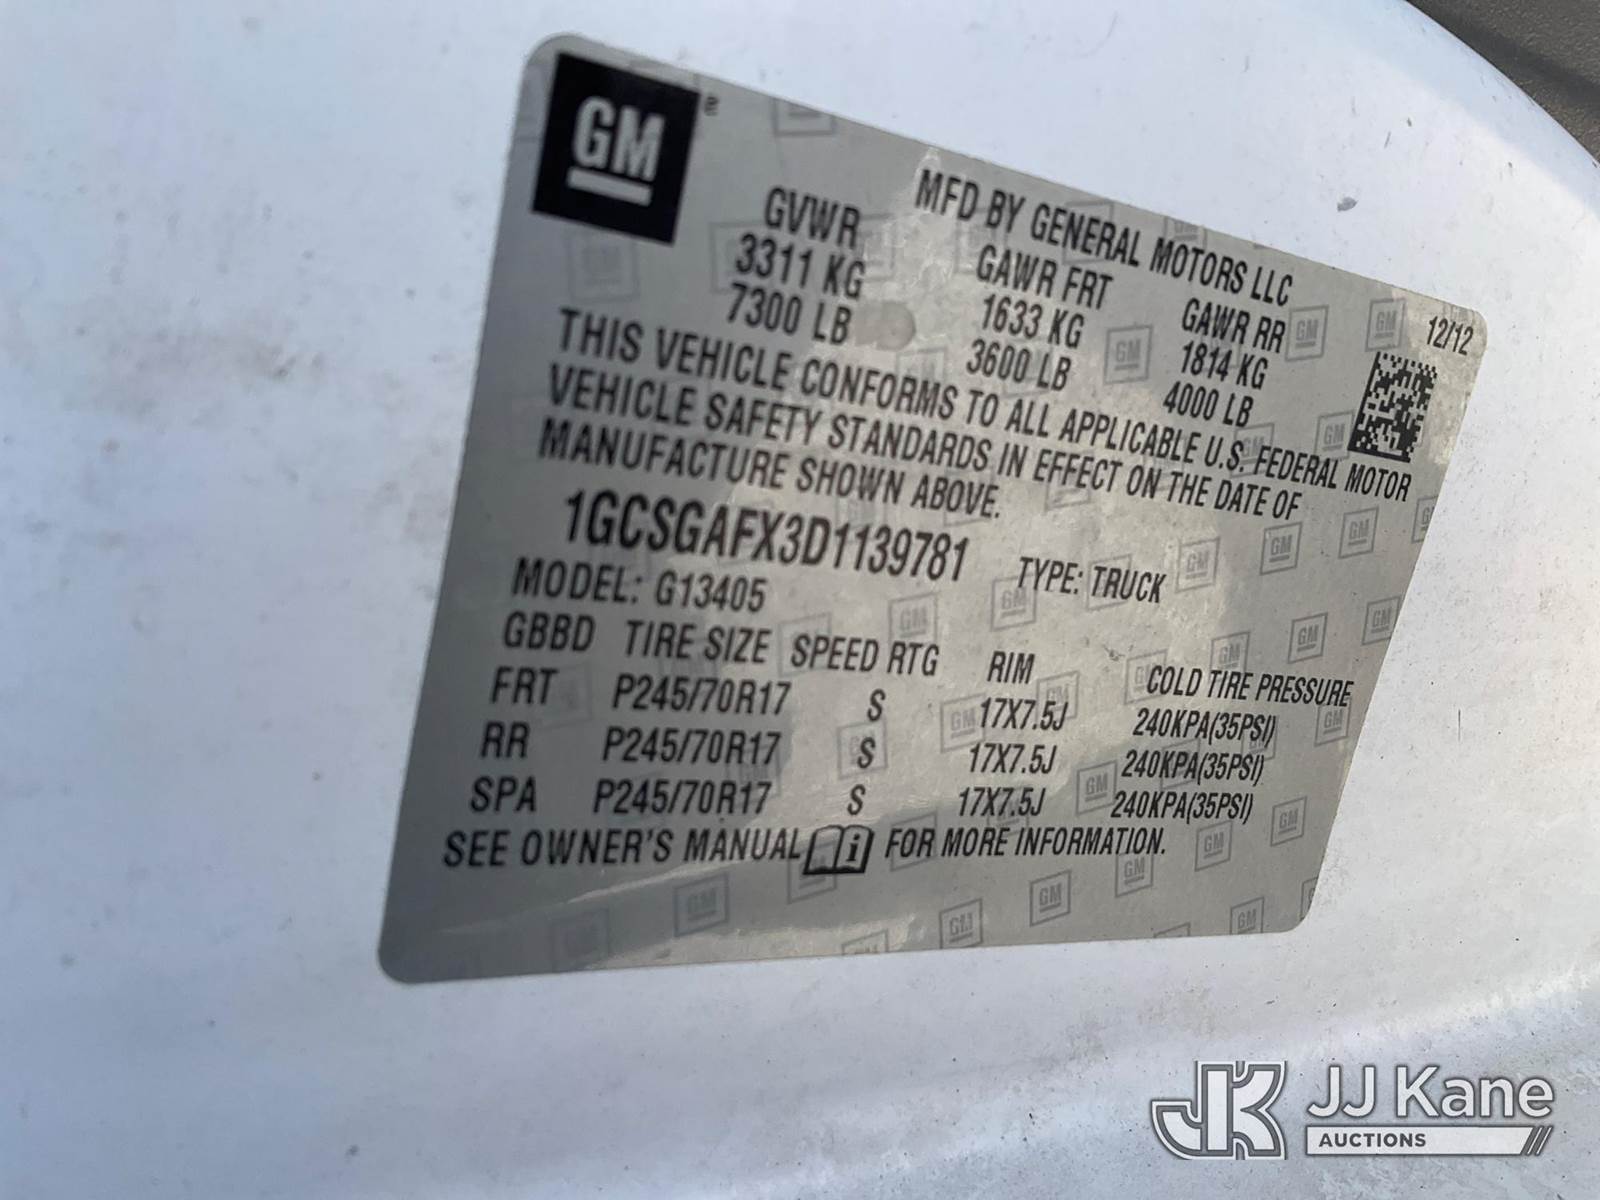 GM ®
MFD BY GENERAL MOTORS LLC
12/12
GVWR GAWR FRT GAWR RR
3311 KG 1633 KG 1814 KG
7300 LB 3600 LB 4000 LB
THIS VEHICLE CONFORMS TO ALL APPLICABLE U.S. FEDERAL MOTOR
VEHICLE SAFETY STANDARDS IN EFFECT ON THE DATE OF
MANUFACTURE SHOWN ABOVE.
1GCSGAFX3D1139781 TYPE: TRUCK
MODEL: G13405
GBBD TIRE SIZE SPEED RTG RIM COLD TIRE PRESSURE
FRT P245/70R17 S 17X7.5J 240KPA(35PSI)
RR P245/70R17 S 17X7.5J 240KPA(35PSI)
SPA P245/70R17 S 17X7.5J 240KPA(35PSI)
SEE OWNER'S MANUAL i FOR MORE INFORMATION.
JK JJ Kane
AUCTIONS